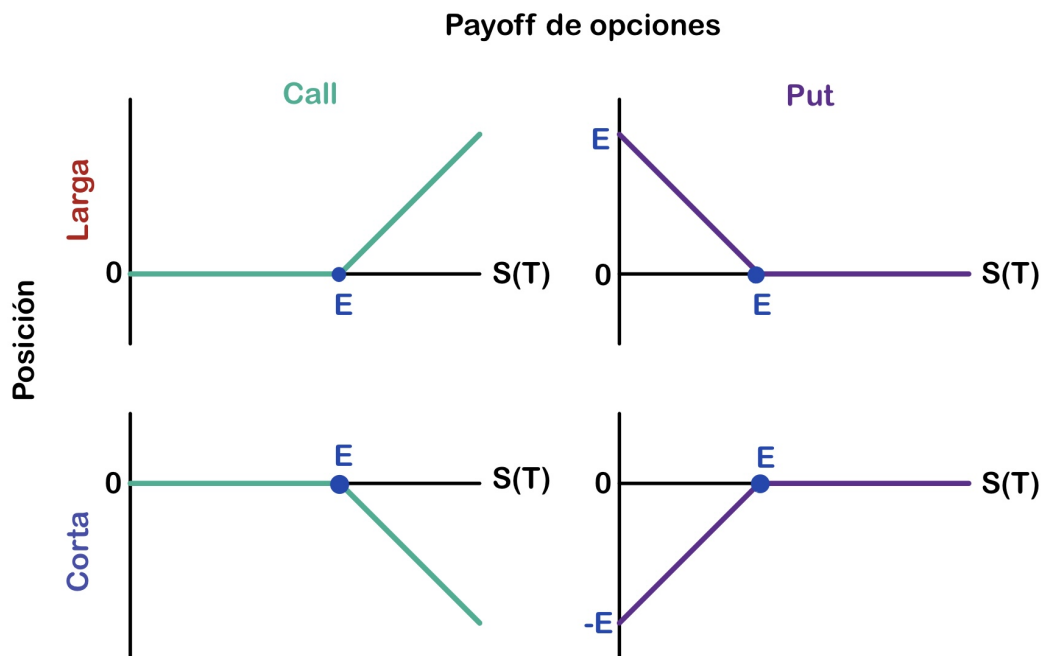 Payoff de opciones
Call
Put
Posición
Larga
0
E
S(T)
E
0
E
S(T)
Corta
0
E
S(T)
0
E
S(T)
-E